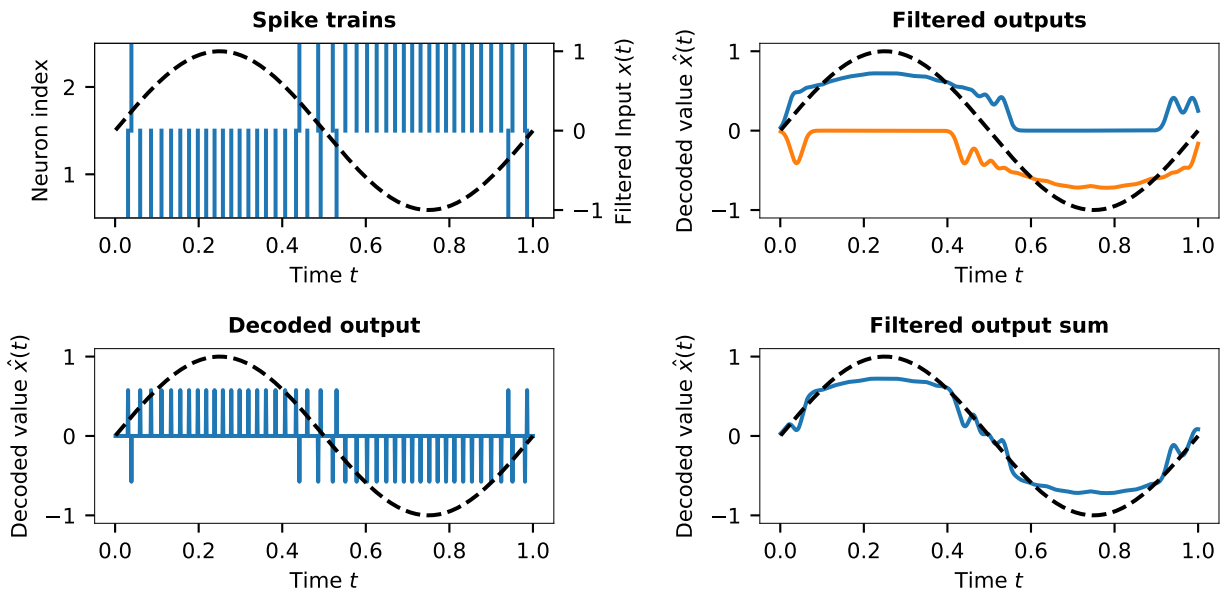 Spike trains
Neuron index
2
1
Filtered Input x(t)
1
0
−1
0.0 0.2 0.4 0.6 0.8 1.0
Time t
Filtered outputs
Decoded value x̂(t)
1
0
−1
0.0 0.2 0.4 0.6 0.8 1.0
Time t
Decoded output
Decoded value x̂(t)
1
0
−1
0.0 0.2 0.4 0.6 0.8 1.0
Time t
Filtered output sum
Decoded value x̂(t)
1
0
−1
0.0 0.2 0.4 0.6 0.8 1.0
Time t